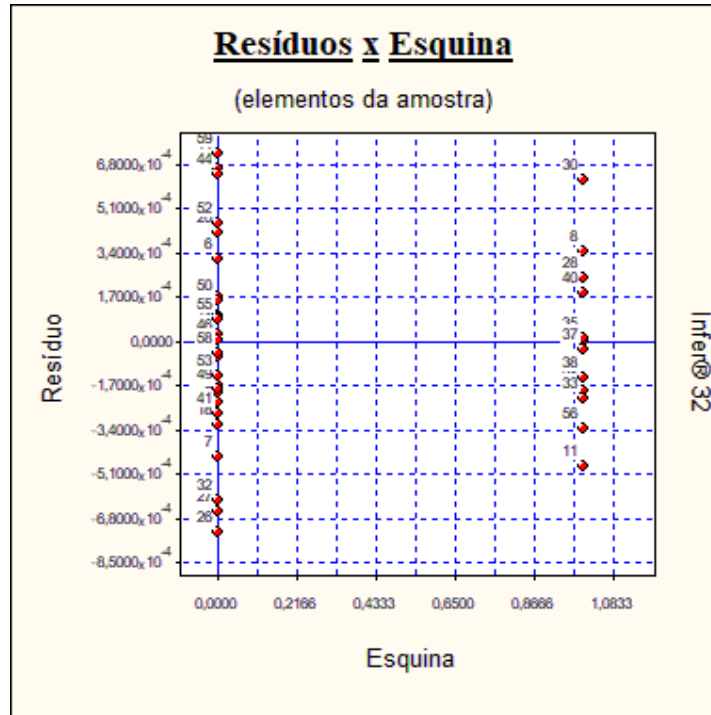 Resíduos x Esquina
(elementos da amostra)
6,8000x10^-4
5,1000x10^-4
3,4000x10^-4
1,7000x10^-4
0,0000
-1,7000x10^-4
-3,4000x10^-4
-5,1000x10^-4
-6,8000x10^-4
-8,5000x10^-4
Resíduo
59
44
52
6
50
55
46
58
53
49
41
7
32
27
26
30
8
28
40
35
37
38
33
56
11
Infer® 32
0,0000 0,2166 0,4333 0,6500 0,8666 1,0833
Esquina